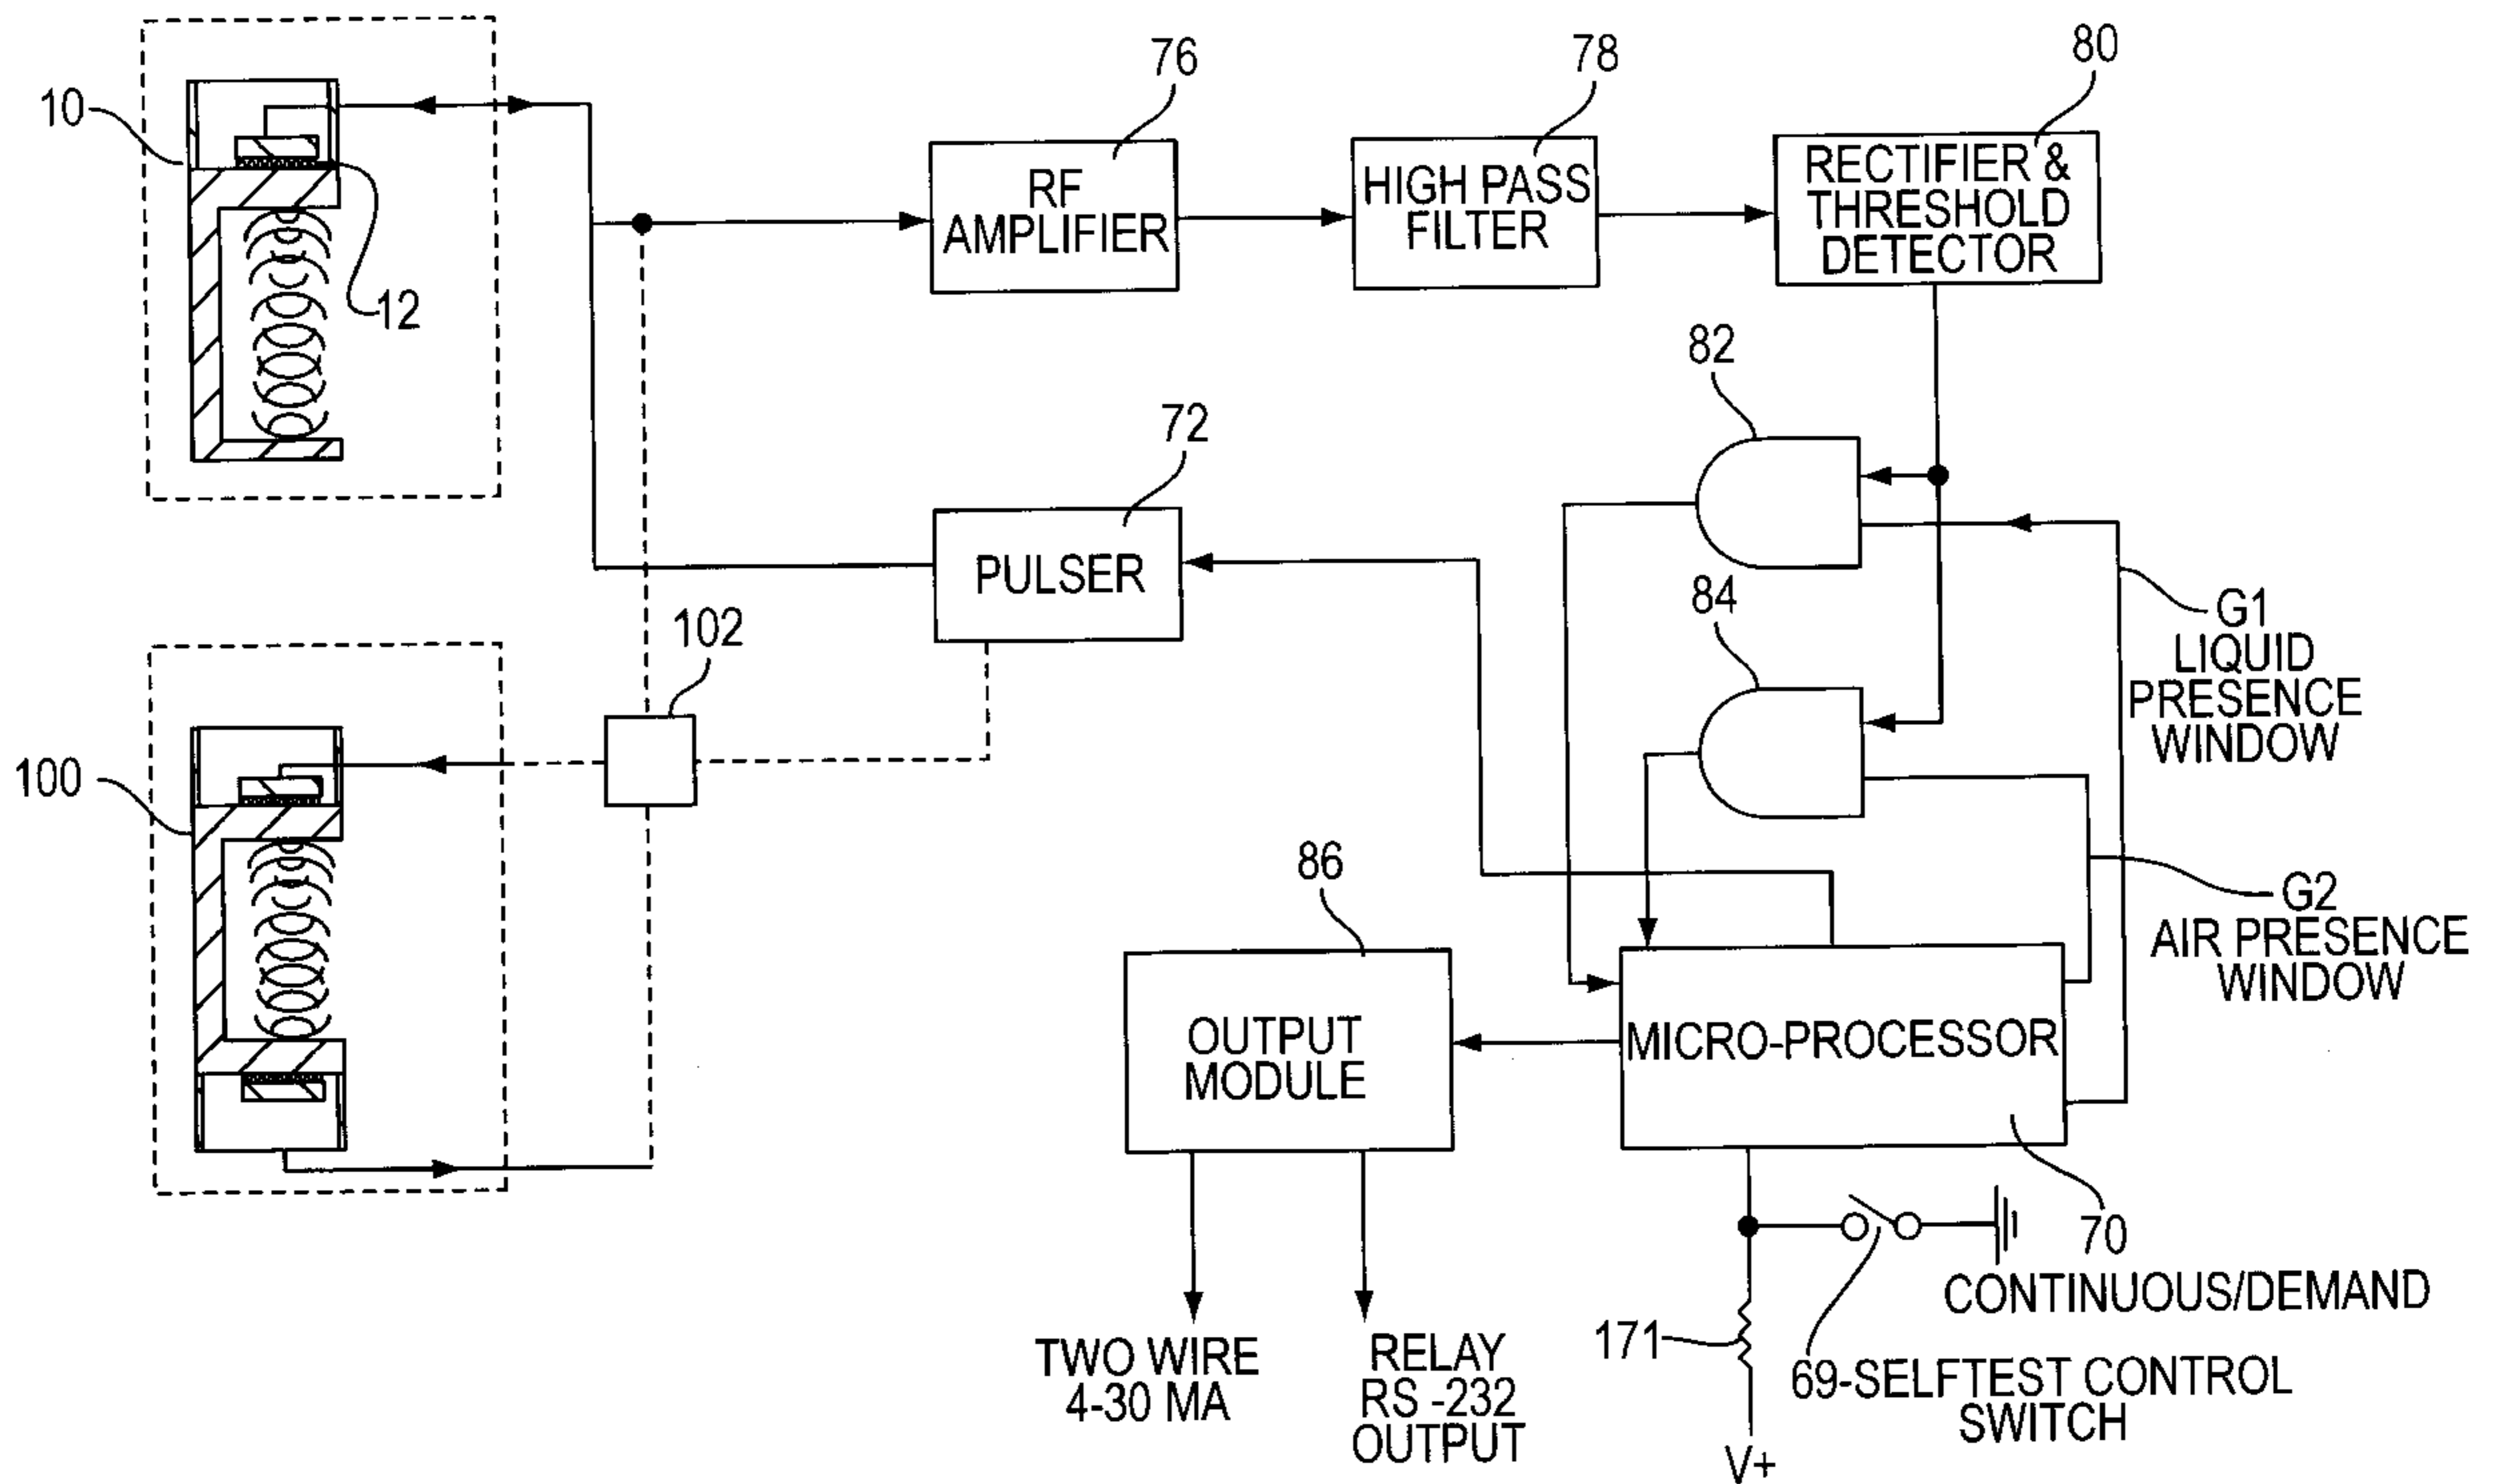 76
78
80
10
RF
AMPLIFIER
HIGH PASS
FILTER
RECTIFIER &
THRESHOLD
DETECTOR
12
82
72
PULSER
84
102
G1
LIQUID
PRESENCE
WINDOW
100
86
G2
AIR PRESENCE
WINDOW
OUTPUT
MODULE
MICRO-PROCESSOR
70
CONTINUOUS/DEMAND
171
69-SELFTEST CONTROL
SWITCH
TWO WIRE
4-30 MA
RELAY
RS -232
OUTPUT
V+